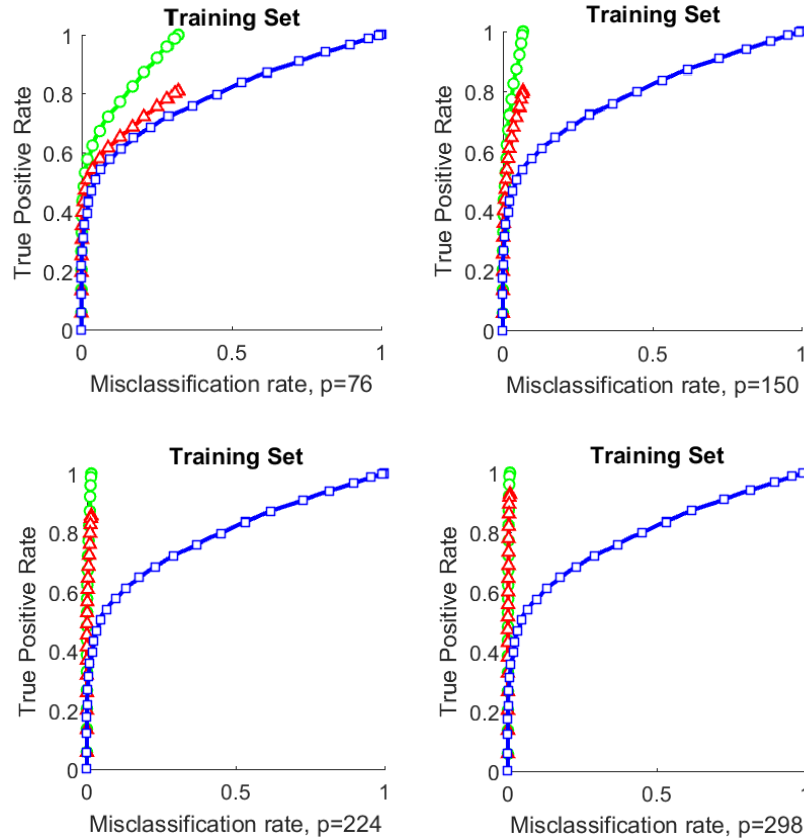 Training Set
True Positive Rate
1
0.8
0.6
0.4
0.2
0
0 0.5 1
Misclassification rate, p=76
Training Set
True Positive Rate
1
0.8
0.6
0.4
0.2
0
0 0.5 1
Misclassification rate, p=150
Training Set
True Positive Rate
1
0.8
0.6
0.4
0.2
0
0 0.5 1
Misclassification rate, p=224
Training Set
True Positive Rate
1
0.8
0.6
0.4
0.2
0
0 0.5 1
Misclassification rate, p=298